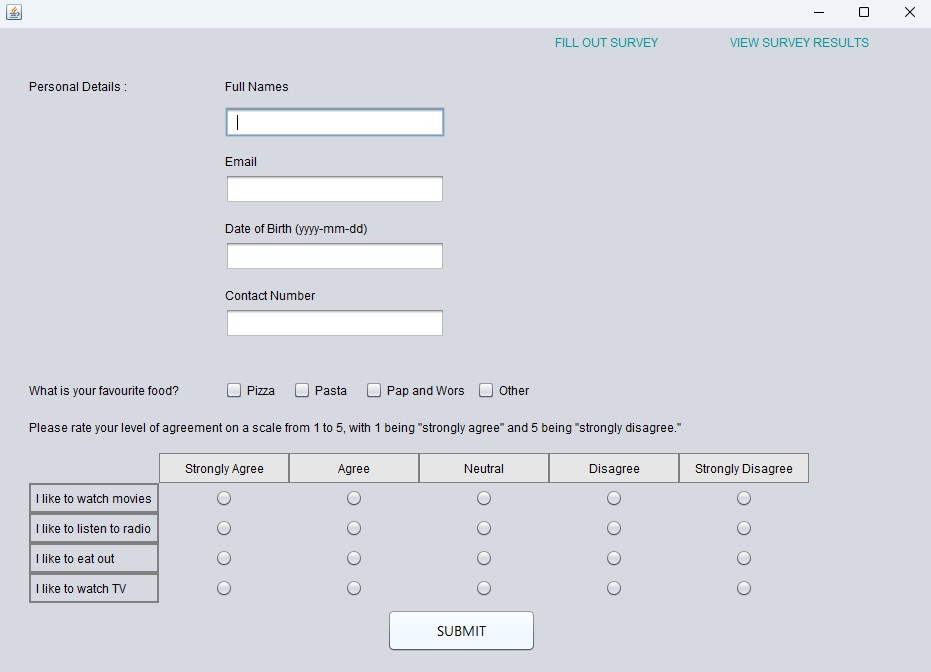 FILL OUT SURVEY VIEW SURVEY RESULTS
Personal Details : Full Names
Email
Date of Birth (yyyy-mm-dd)
Contact Number
What is your favourite food? Pizza Pasta Pap and Wors Other
Please rate your level of agreement on a scale from 1 to 5, with 1 being "strongly agree" and 5 being "strongly disagree."
Strongly Agree Agree Neutral Disagree Strongly Disagree
I like to watch movies
I like to listen to radio
I like to eat out
I like to watch TV
SUBMIT